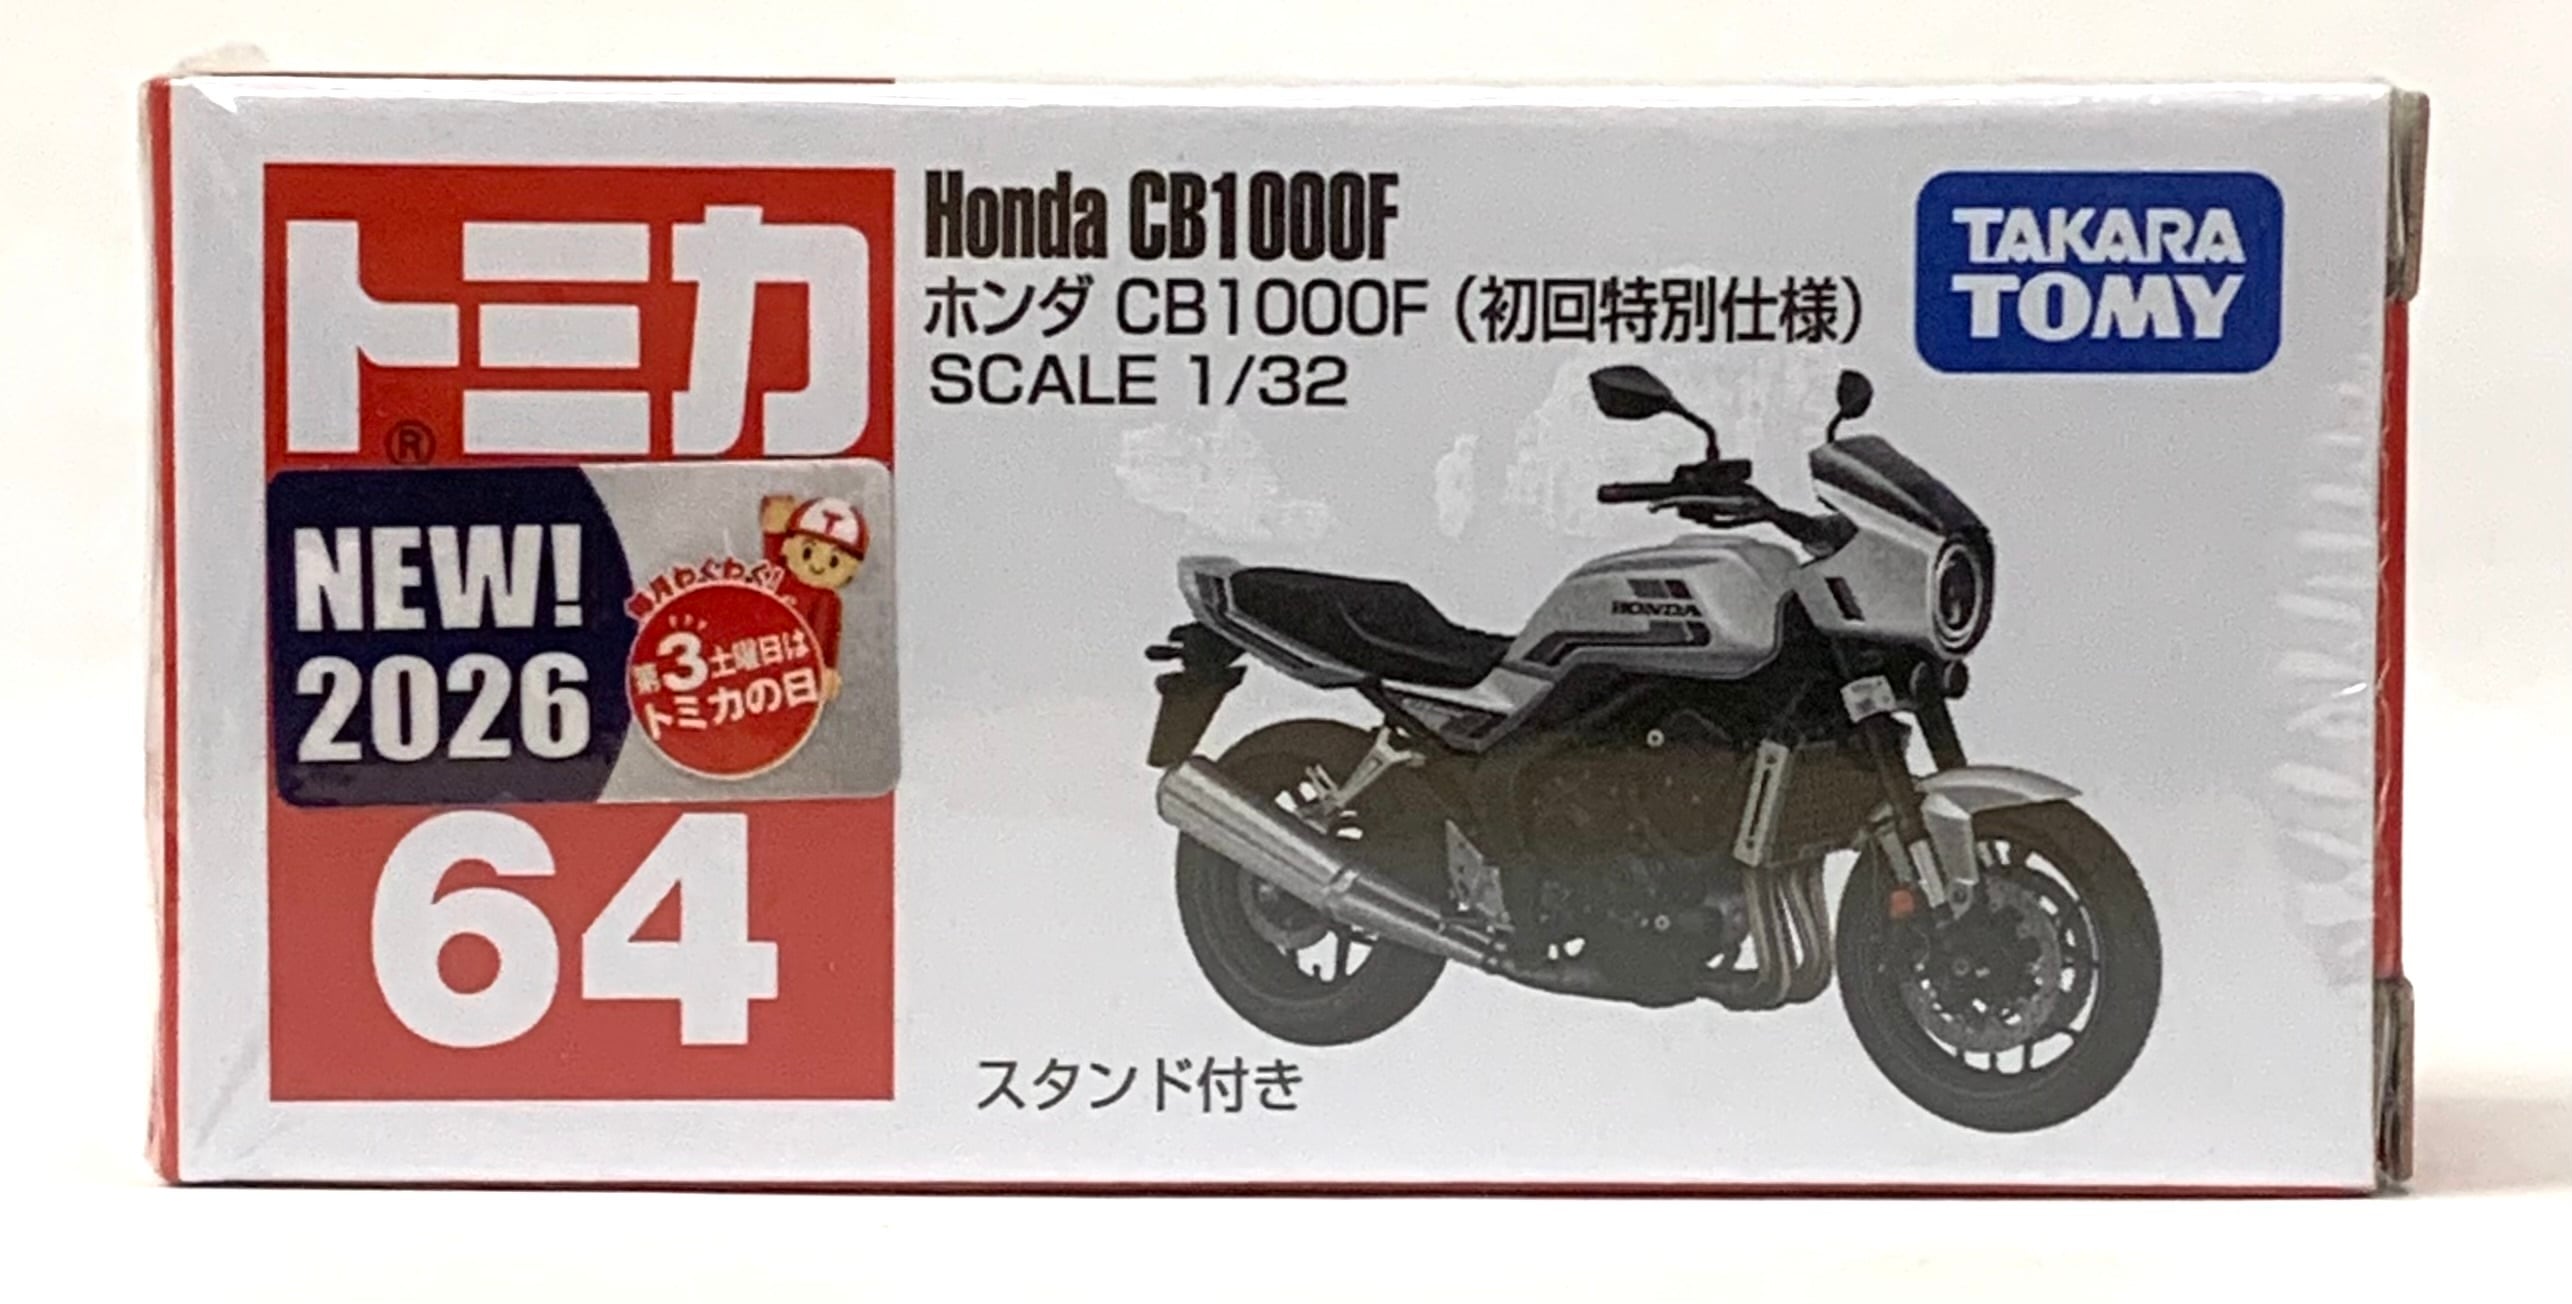 トミカ
®
NEW!
2026
毎月わくわく!
第3土曜日は
トミカの日
64
Honda CB1000F
ホンダ CB1000F（初回特別仕様）
SCALE 1/32
TAKARA
TOMY
HONDA
スタンド付き